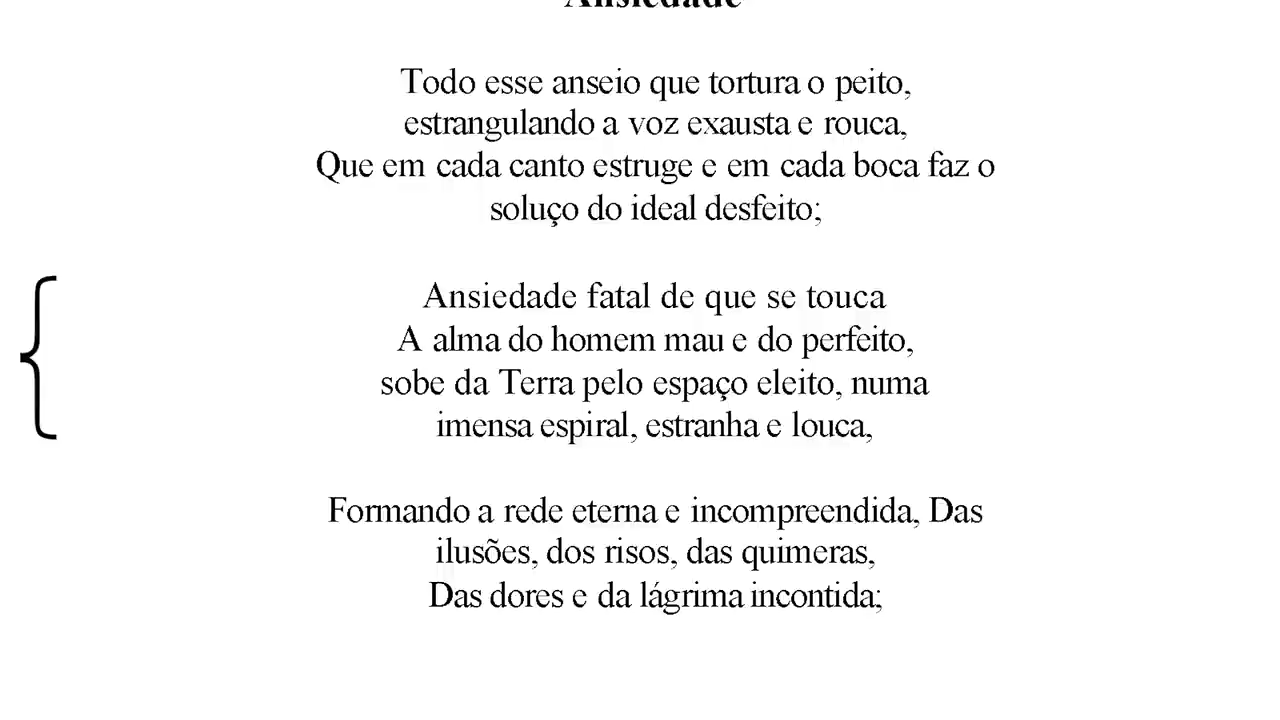 Ansiedade
Todo esse anseio que tortura o peito,
estrangulando a voz exausta e rouca,
Que em cada canto estruge e em cada boca faz o
soluço do ideal desfeito;
Ansiedade fatal de que se touca
A alma do homem mau e do perfeito,
sobe da Terra pelo espaço eleito, numa
imensa espiral, estranha e louca,
Formando a rede eterna e incompreendida, Das
ilusões, dos risos, das quimeras,
Das dores e da lágrima incontida;